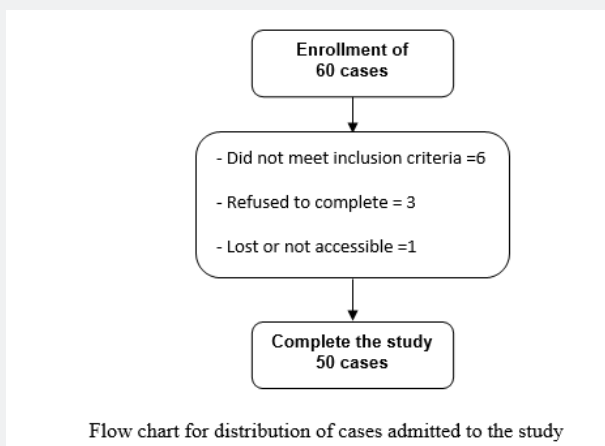 Enrollment of
60 cases
- Did not meet inclusion criteria =6
- Refused to complete = 3
- Lost or not accessible =1
Complete the study
50 cases
Flow chart for distribution of cases admitted to the study